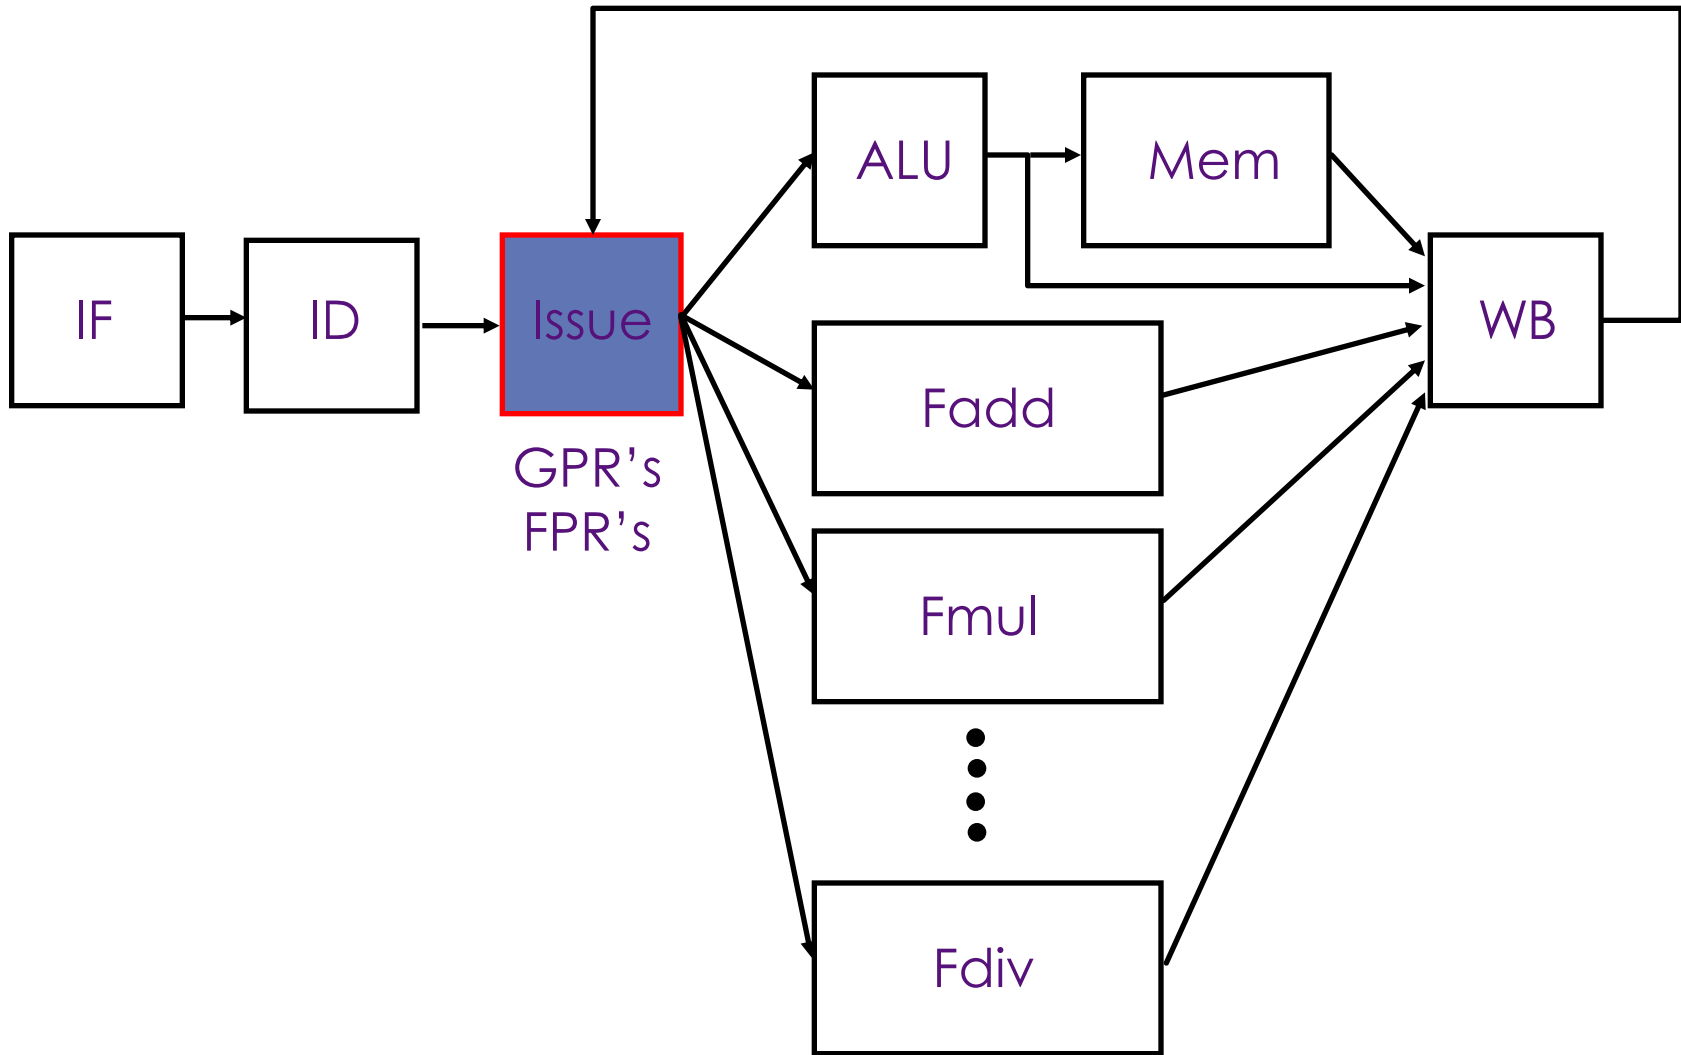 IF
ID
Issue
GPR's
FPR's
ALU
Mem
Fadd
Fmul
Fdiv
WB